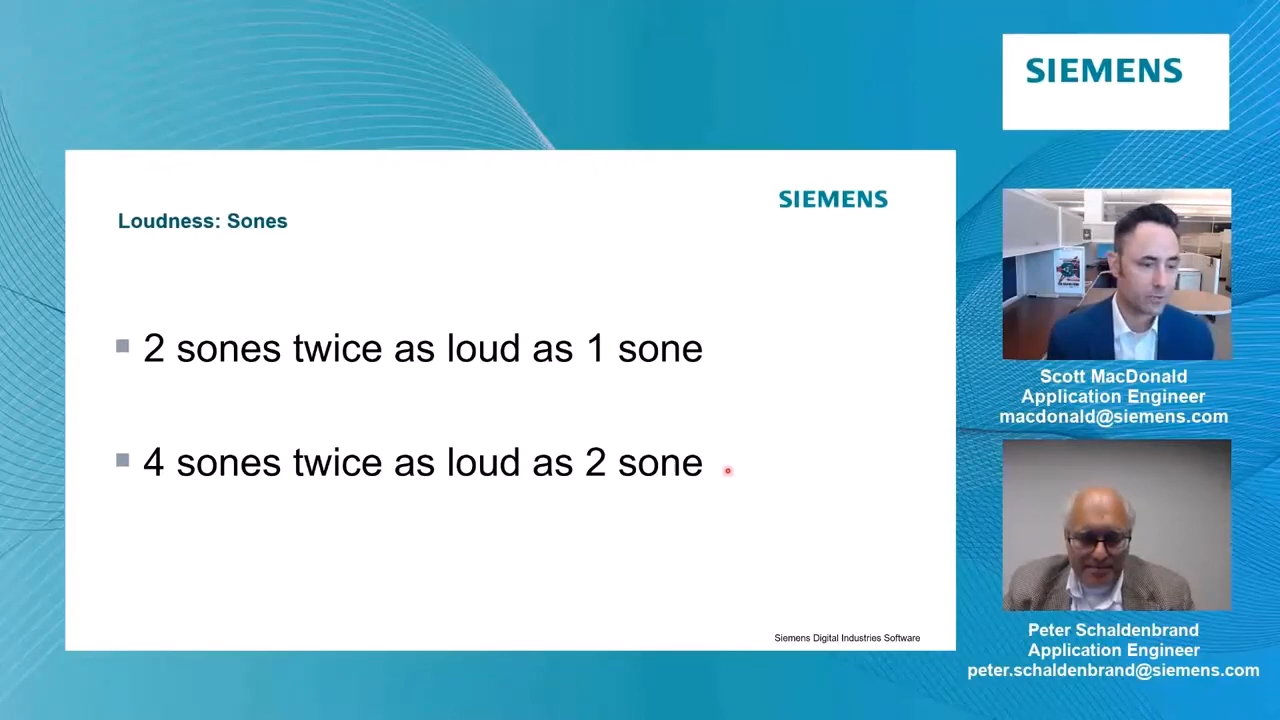 SIEMENS
SIEMENS
Loudness: Sones
2 sones twice as loud as 1 sone
4 sones twice as loud as 2 sone
Siemens Digital Industries Software
Scott MacDonald
Application Engineer
macdonald@siemens.com
Peter Schaldenbrand
Application Engineer
peter.schaldenbrand@siemens.com